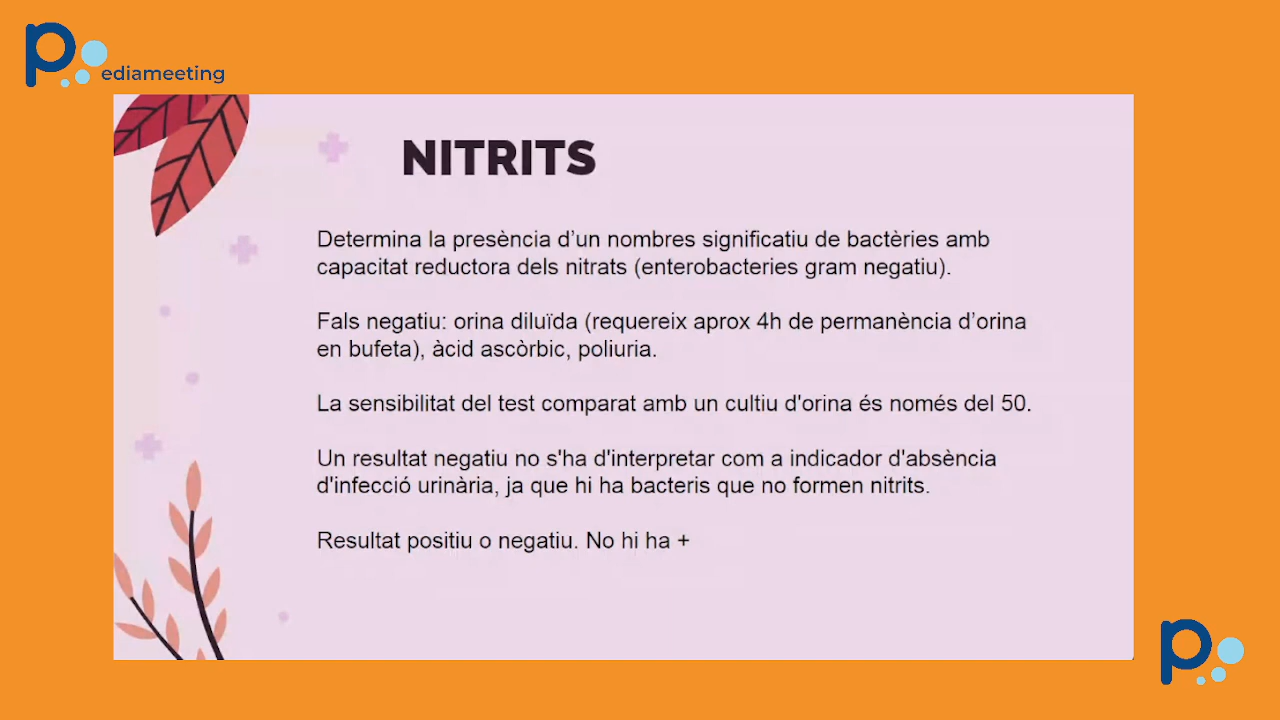 pediameeting
NITRITS
Determina la presència d’un nombres significatiu de bactèries amb
capacitat reductora dels nitrats (enterobacteries gram negatiu).
Fals negatiu: orina diluïda (requereix aprox 4h de permanència d’orina
en bufeta), àcid ascòrbic, poliuria.
La sensibilitat del test comparat amb un cultiu d'orina és només del 50.
Un resultat negatiu no s'ha d'interpretar com a indicador d'absència
d'infecció urinària, ja que hi ha bacteris que no formen nitrits.
Resultat positiu o negatiu. No hi ha +
p